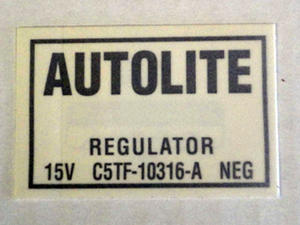 AUTOLITE
REGULATOR
15V C5TF-10316-A NEG